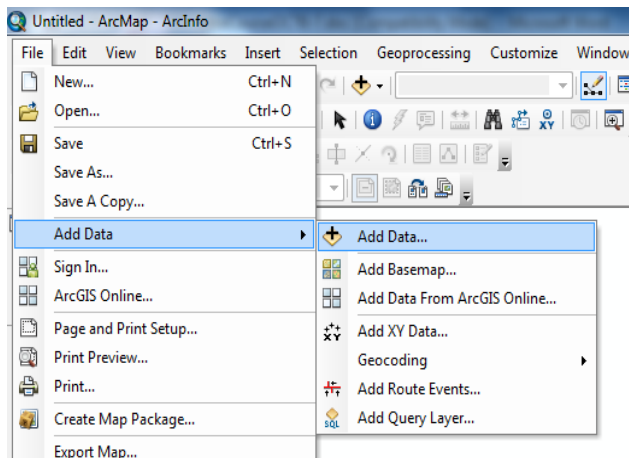 Untitled - ArcMap - ArcInfo
File Edit View Bookmarks Insert Selection Geoprocessing Customize Window
New... Ctrl+N
Open... Ctrl+O
Save Ctrl+S
Save As...
Save A Copy...
Add Data
Sign In...
ArcGIS Online...
Page and Print Setup...
Print Preview...
Print...
Create Map Package...
Export Map...
Add Data...
Add Basemap...
Add Data From ArcGIS Online...
Add XY Data...
Geocoding
Add Route Events...
Add Query Layer...
XY
XY
SQL